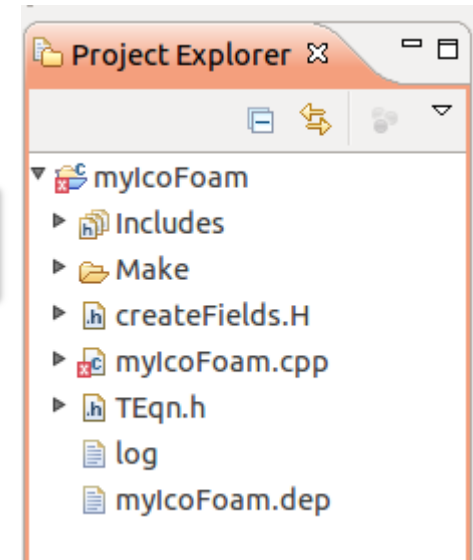 Project Explorer
myIcoFoam
Includes
Make
createFields.H
myIcoFoam.cpp
TEqn.h
log
myIcoFoam.dep